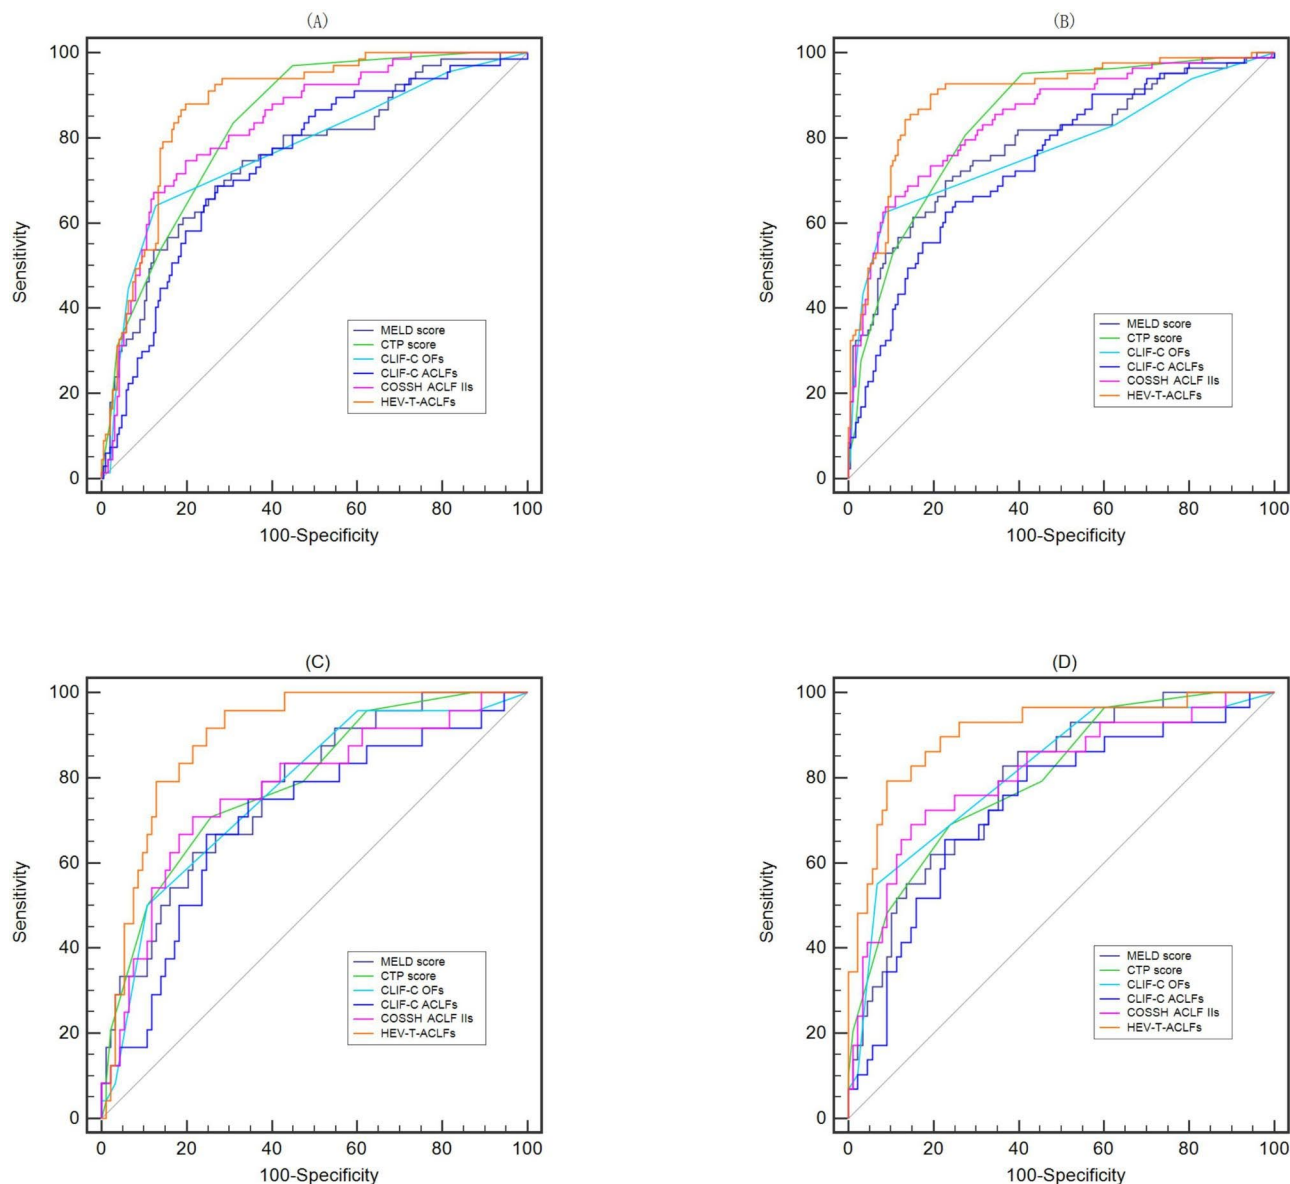 (A)
100
80
60
40
20
0
Sensitivity
MELD score
CTP score
CLIF-C OFs
CLIF-C ACLFs
COSSH ACLF IIs
HEV-T-ACLFs
0 20 40 60 80 100
100-Specificity
(B)
100
80
60
40
20
0
Sensitivity
MELD score
CTP score
CLIF-C OFs
CLIF-C ACLFs
COSSH ACLF IIs
HEV-T-ACLFs
0 20 40 60 80 100
100-Specificity
(C)
100
80
60
40
20
0
Sensitivity
MELD score
CTP score
CLIF-C OFs
CLIF-C ACLFs
COSSH ACLF IIs
HEV-T-ACLFs
0 20 40 60 80 100
100-Specificity
(D)
100
80
60
40
20
0
Sensitivity
MELD score
CTP score
CLIF-C OFs
CLIF-C ACLFs
COSSH ACLF IIs
HEV-T-ACLFs
0 20 40 60 80 100
100-Specificity